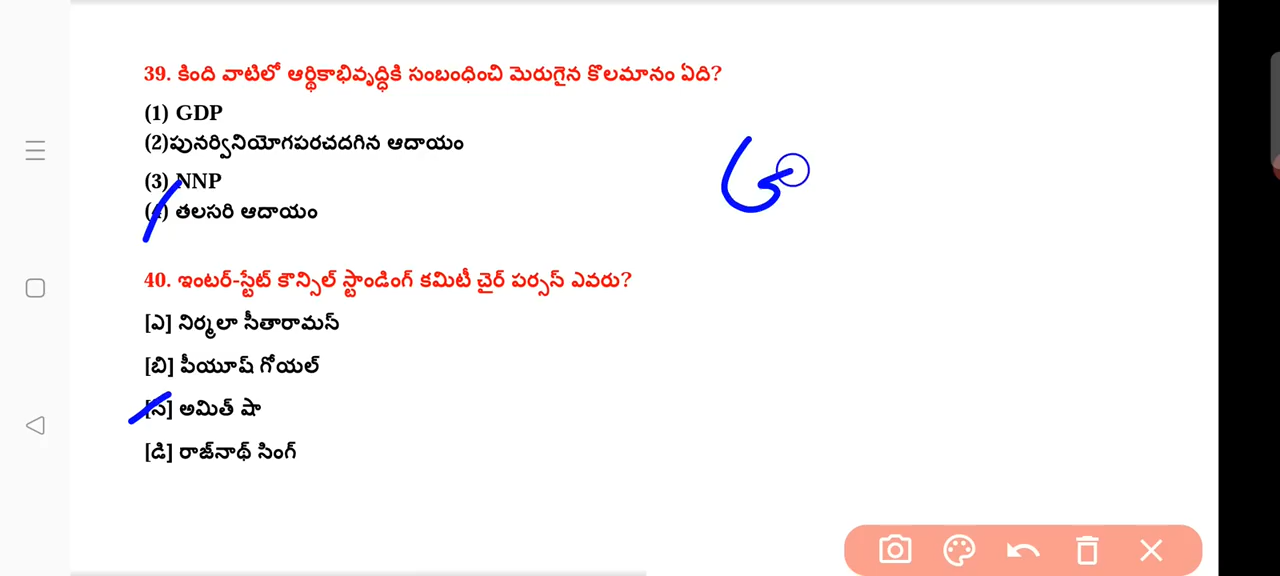 39. కింది వాటిలో ఆర్థికాభివృద్ధికి సంబంధించి మెరుగైన కొలమానం ఏది?
(1) GDP
(2)పునర్వినియోగపరచదగిన ఆదాయం
(3) NNP
(4) తలసరి ఆదాయం
40. ఇంటర్-స్టేట్ కౌన్సిల్ స్టాండింగ్ కమిటీ చైర్ పర్సన్ ఎవరు?
[ఎ] నిర్మలా సీతారామన్
[బి] పీయూష్ గోయల్
[సి] అమిత్ షా
[డి] రాజ్‌నాథ్ సింగ్